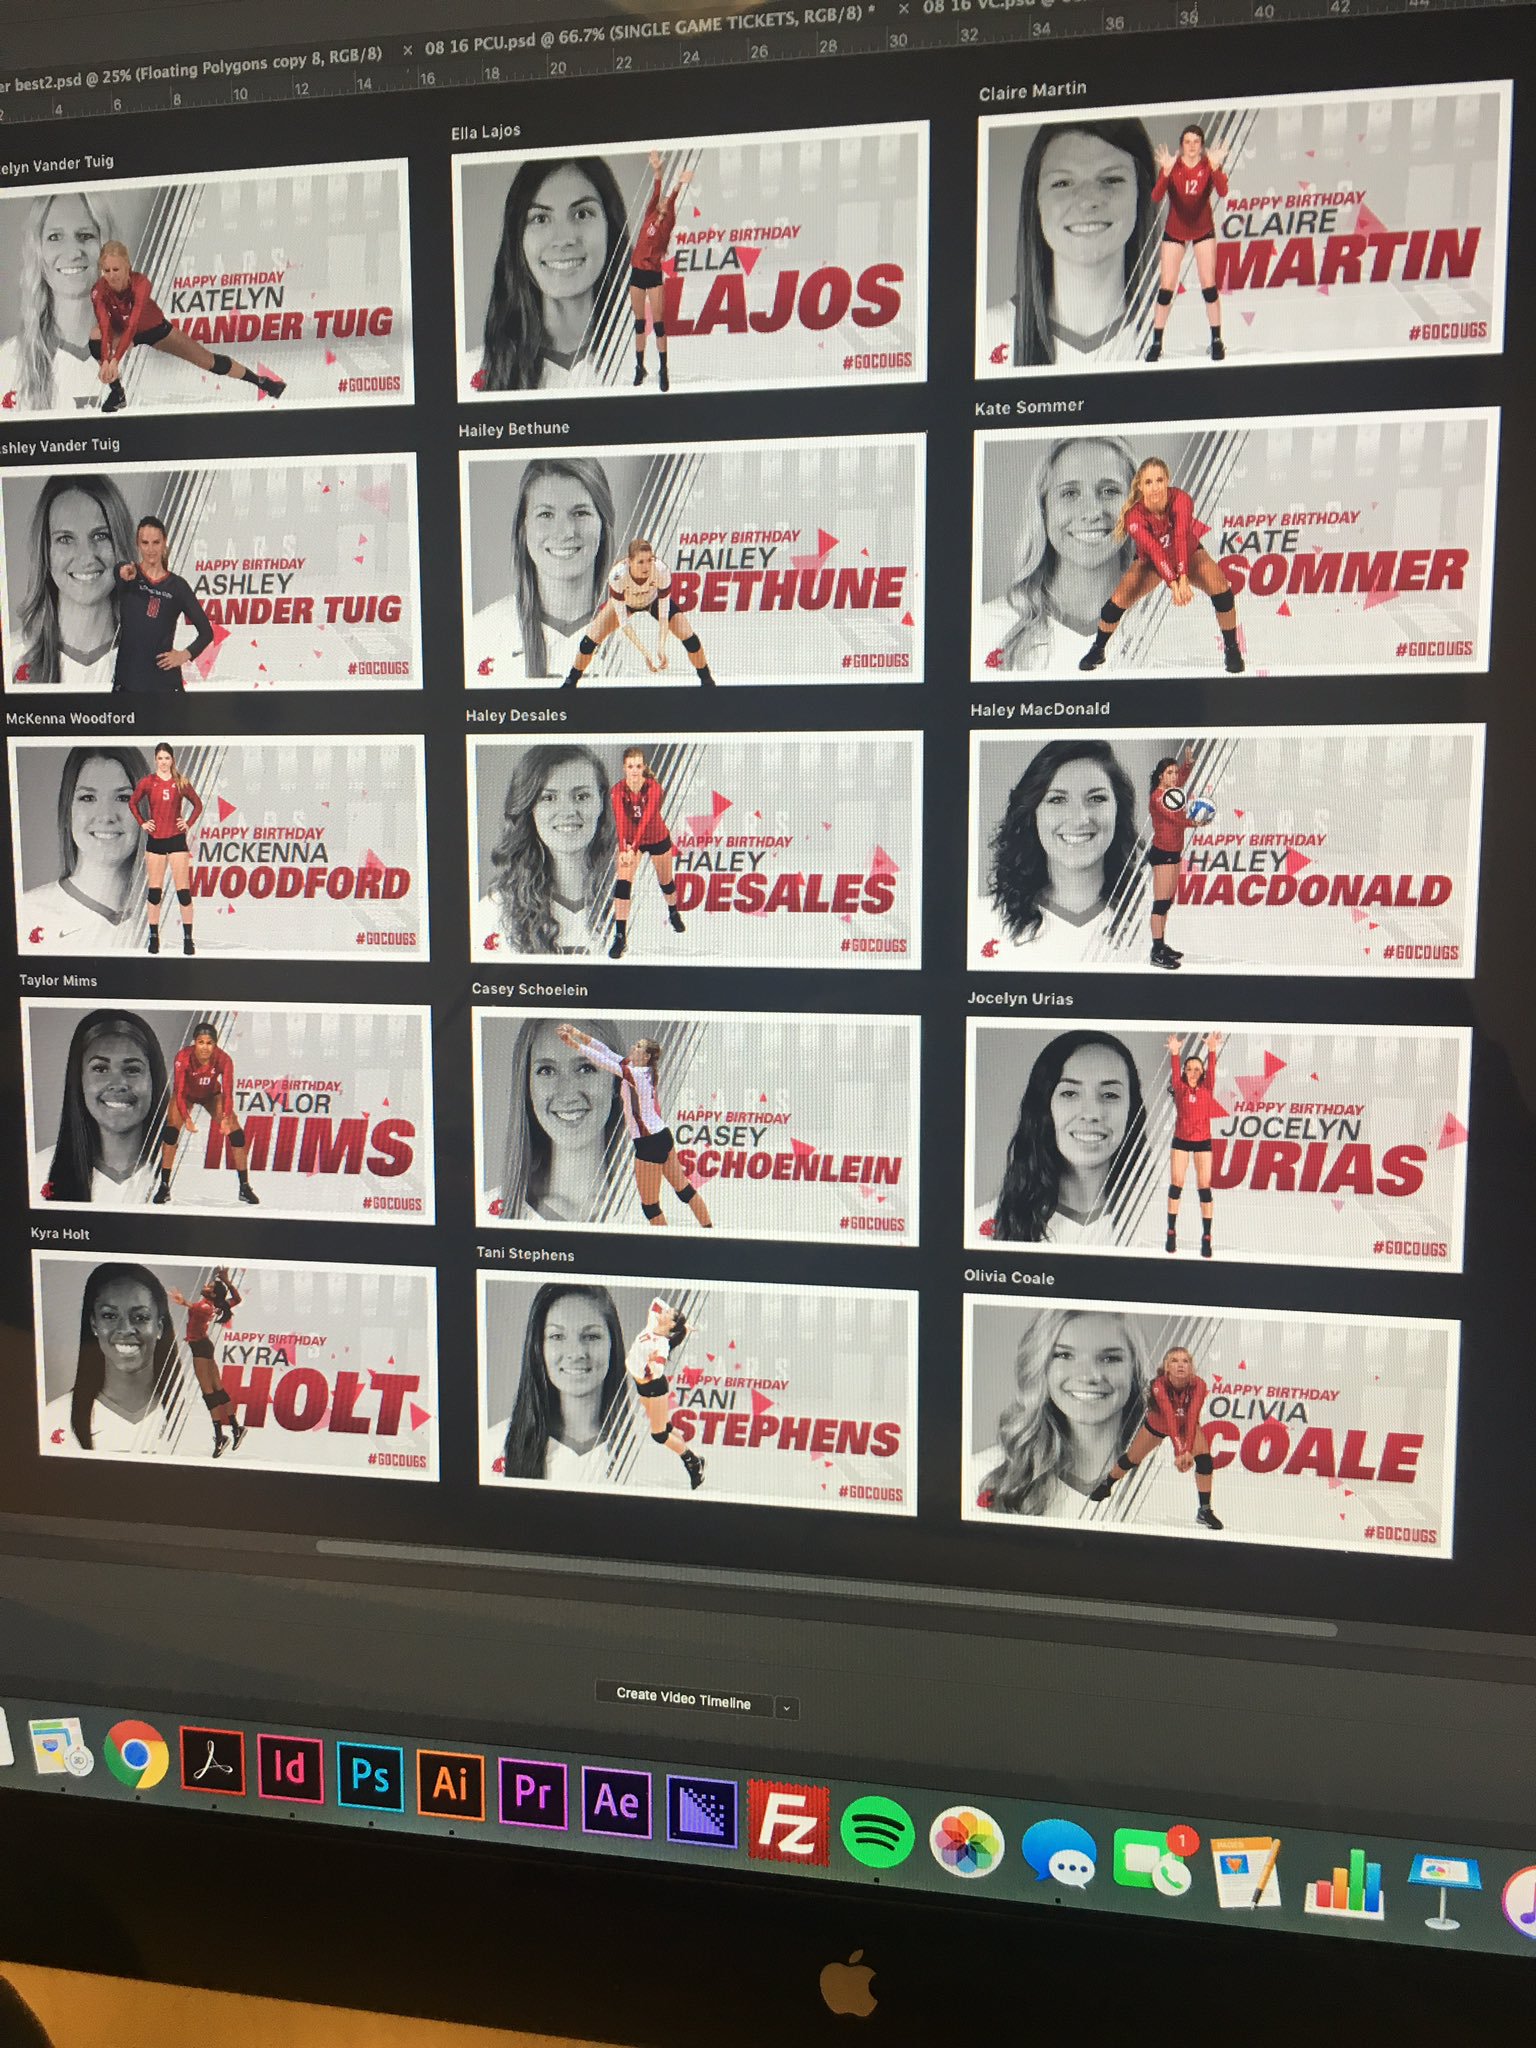 er best2.psd @ 25% (Floating Polygons copy 8, RGB/8) × 08 16 PCU.psd @ 66.7% (SINGLE GAME TICKETS, RGB/8) * × 08 16 VC.psd @
4 6 8 10 12 14 16 18 20 22 24 26 28 30 32 34 36 38 40 42 44
elyn Vander Tuig
HAPPY BIRTHDAY
KATELYN
VANDER TUIG
#GOCOUGS
Ella Lajos
HAPPY BIRTHDAY
ELLA
LAJOS
#GOCOUGS
Claire Martin
12
HAPPY BIRTHDAY
CLAIRE
MARTIN
#GOCOUGS
shley Vander Tuig
HAPPY BIRTHDAY
ASHLEY
VANDER TUIG
#GOCOUGS
Hailey Bethune
HAPPY BIRTHDAY
HAILEY
BETHUNE
#GOCOUGS
Kate Sommer
HAPPY BIRTHDAY
KATE
SOMMER
#GOCOUGS
McKenna Woodford
5
HAPPY BIRTHDAY
MCKENNA
WOODFORD
#GOCOUGS
Haley Desales
3
HAPPY BIRTHDAY
HALEY
DESALES
#GOCOUGS
Haley MacDonald
HAPPY BIRTHDAY
HALEY
MACDONALD
#GOCOUGS
Taylor Mims
10
HAPPY BIRTHDAY
TAYLOR
MIMS
#GOCOUGS
Casey Schoelein
HAPPY BIRTHDAY
CASEY
SCHOENLEIN
#GOCOUGS
Jocelyn Urias
HAPPY BIRTHDAY
JOCELYN
URIAS
#GOCOUGS
Kyra Holt
HAPPY BIRTHDAY
KYRA
HOLT
#GOCOUGS
Tani Stephens
HAPPY BIRTHDAY
TANI
STEPHENS
#GOCOUGS
Olivia Coale
HAPPY BIRTHDAY
OLIVIA
COALE
#GOCOUGS
Create Video Timeline
3D
Id
Ps
Ai
Pr
Ae
Fz
1
PAGES